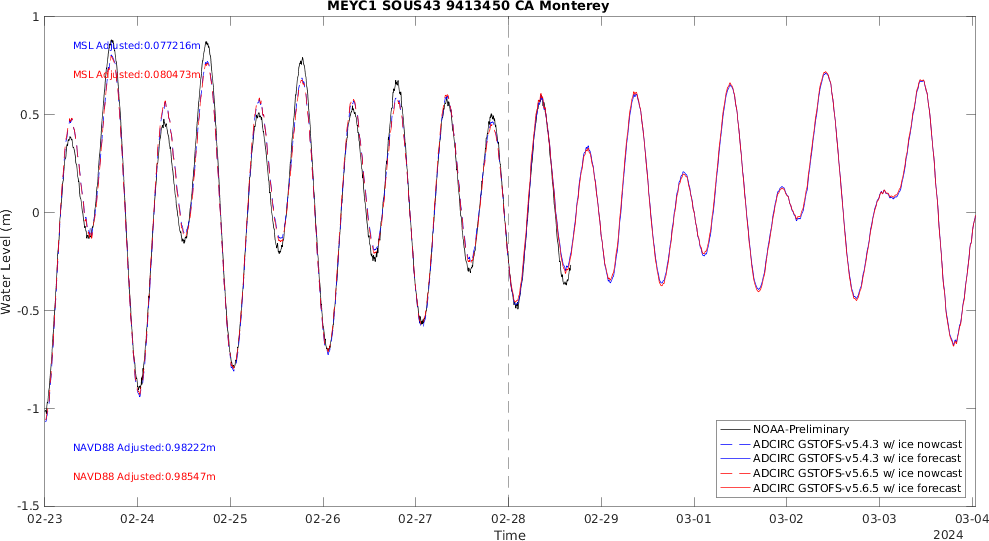 MEYC1 SOUS43 9413450 CA Monterey
1
MSL Adjusted:0.077216m
MSL Adjusted:0.080473m
0.5
0
Water Level (m)
-0.5
-1
NOAA-Preliminary
ADCIRC GSTOFS-v5.4.3 w/ ice nowcast
NAVD88 Adjusted:0.98222m
ADCIRC GSTOFS-v5.4.3 w/ ice forecast
ADCIRC GSTOFS-v5.6.5 w/ ice nowcast
NAVD88 Adjusted:0.98547m
ADCIRC GSTOFS-v5.6.5 w/ ice forecast
-1.5
02-23 02-24 02-25 02-26 02-27 02-28 02-29 03-01 03-02 03-03 03-04
Time
2024